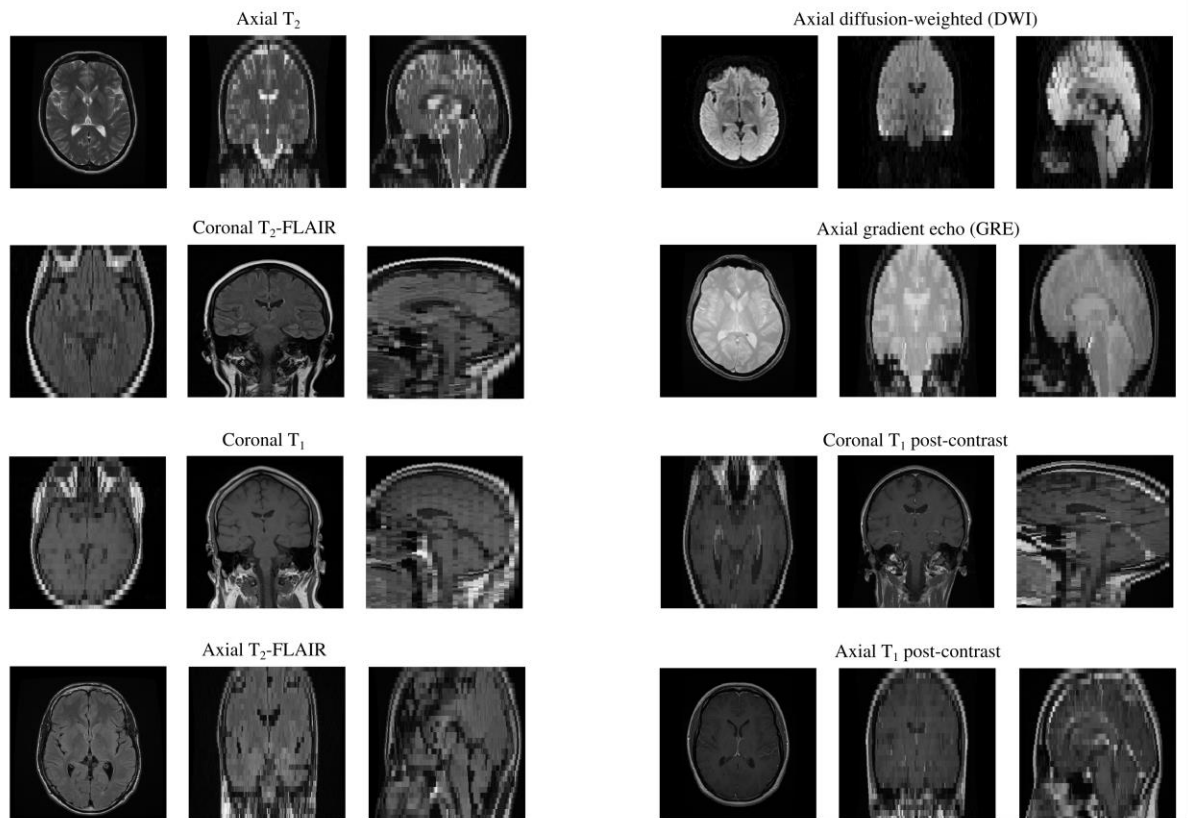 Axial T₂
Axial diffusion-weighted (DWI)
Coronal T₂-FLAIR
Axial gradient echo (GRE)
Coronal T₁
Coronal T₁ post-contrast
Axial T₂-FLAIR
Axial T₁ post-contrast